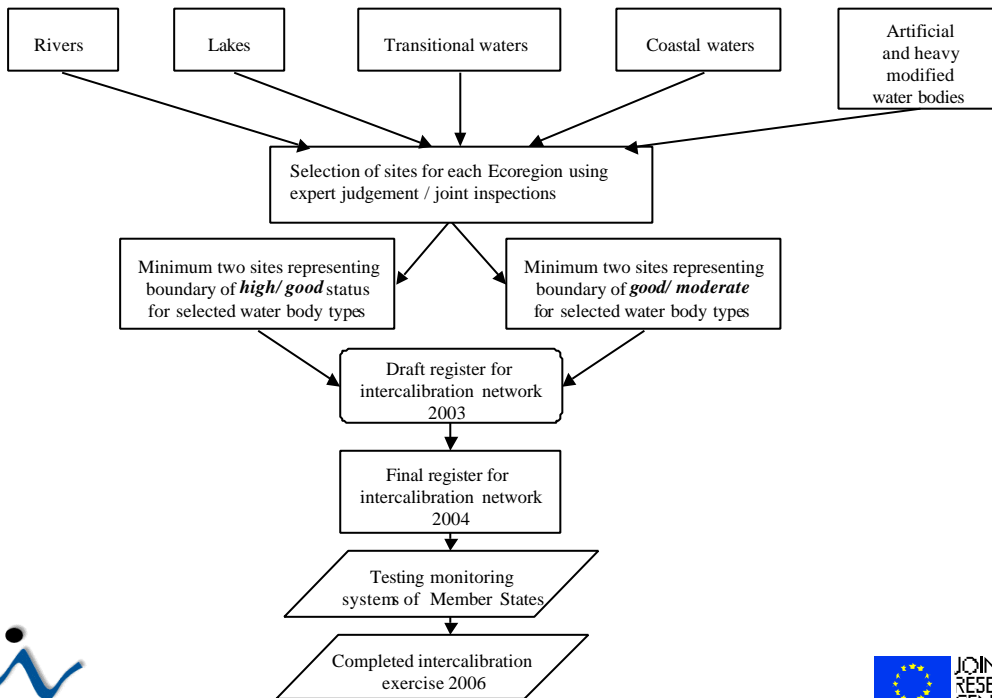 Rivers
Lakes
Transitional waters
Coastal waters
Artificial
and heavy
modified
water bodies
Selection of sites for each Ecoregion using
expert judgement / joint inspections
Minimum two sites representing
boundary of high/ good status
for selected water body types
Minimum two sites representing
boundary of good/ moderate
for selected water body types
Draft register for
intercalibration network
2003
Final register for
intercalibration network
2004
Testing monitoring
systems of Member States
Completed intercalibration
exercise 2006